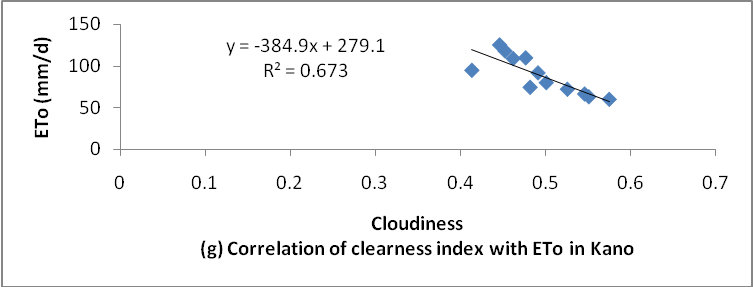 150
y = -384.9x + 279.1
R² = 0.673
100
50
0
ETo (mm/d)
0 0.1 0.2 0.3 0.4 0.5 0.6 0.7
Cloudiness
(g) Correlation of clearness index with ETo in Kano